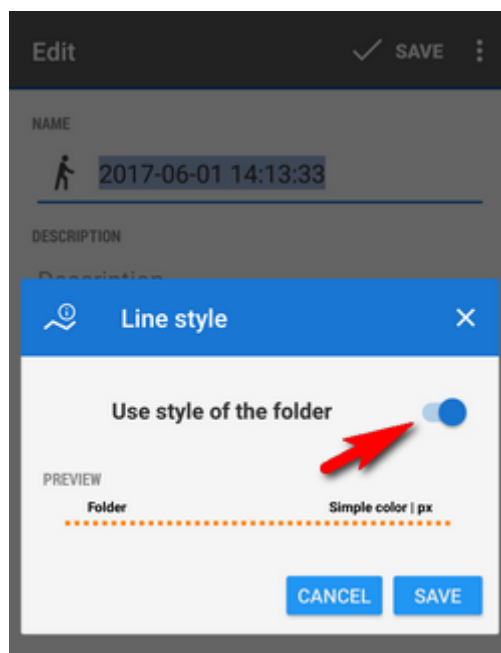 Edit SAVE
NAME
2017-06-01 14:13:33
DESCRIPTION
Description
Line style
Use style of the folder
PREVIEW
Folder Simple color | px
CANCEL SAVE